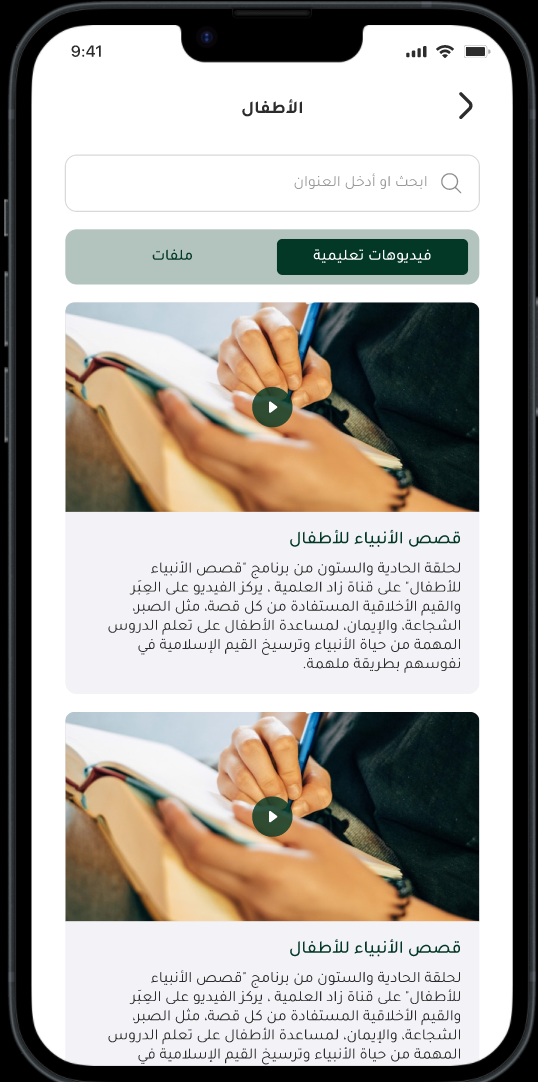 9:41
الأطفال
ابحث او أدخل العنوان
فيديوهات تعليمية
ملفات
قصص الأنبياء للأطفال
لحلقة الحادية والستون من برنامج "قصص الأنبياء
للأطفال" على قناة زاد العلمية ، يركز الفيديو على العِبَر
والقيم الأخلاقية المستفادة من كل قصة، مثل الصبر،
الشجاعة، والإيمان، لمساعدة الأطفال على تعلم الدروس
المهمة من حياة الأنبياء وترسيخ القيم الإسلامية في
نفوسهم بطريقة ملهمة.
قصص الأنبياء للأطفال
لحلقة الحادية والستون من برنامج "قصص الأنبياء
للأطفال" على قناة زاد العلمية ، يركز الفيديو على العِبَر
والقيم الأخلاقية المستفادة من كل قصة، مثل الصبر،
الشجاعة، والإيمان، لمساعدة الأطفال على تعلم الدروس
المهمة من حياة الأنبياء وترسيخ القيم الإسلامية في